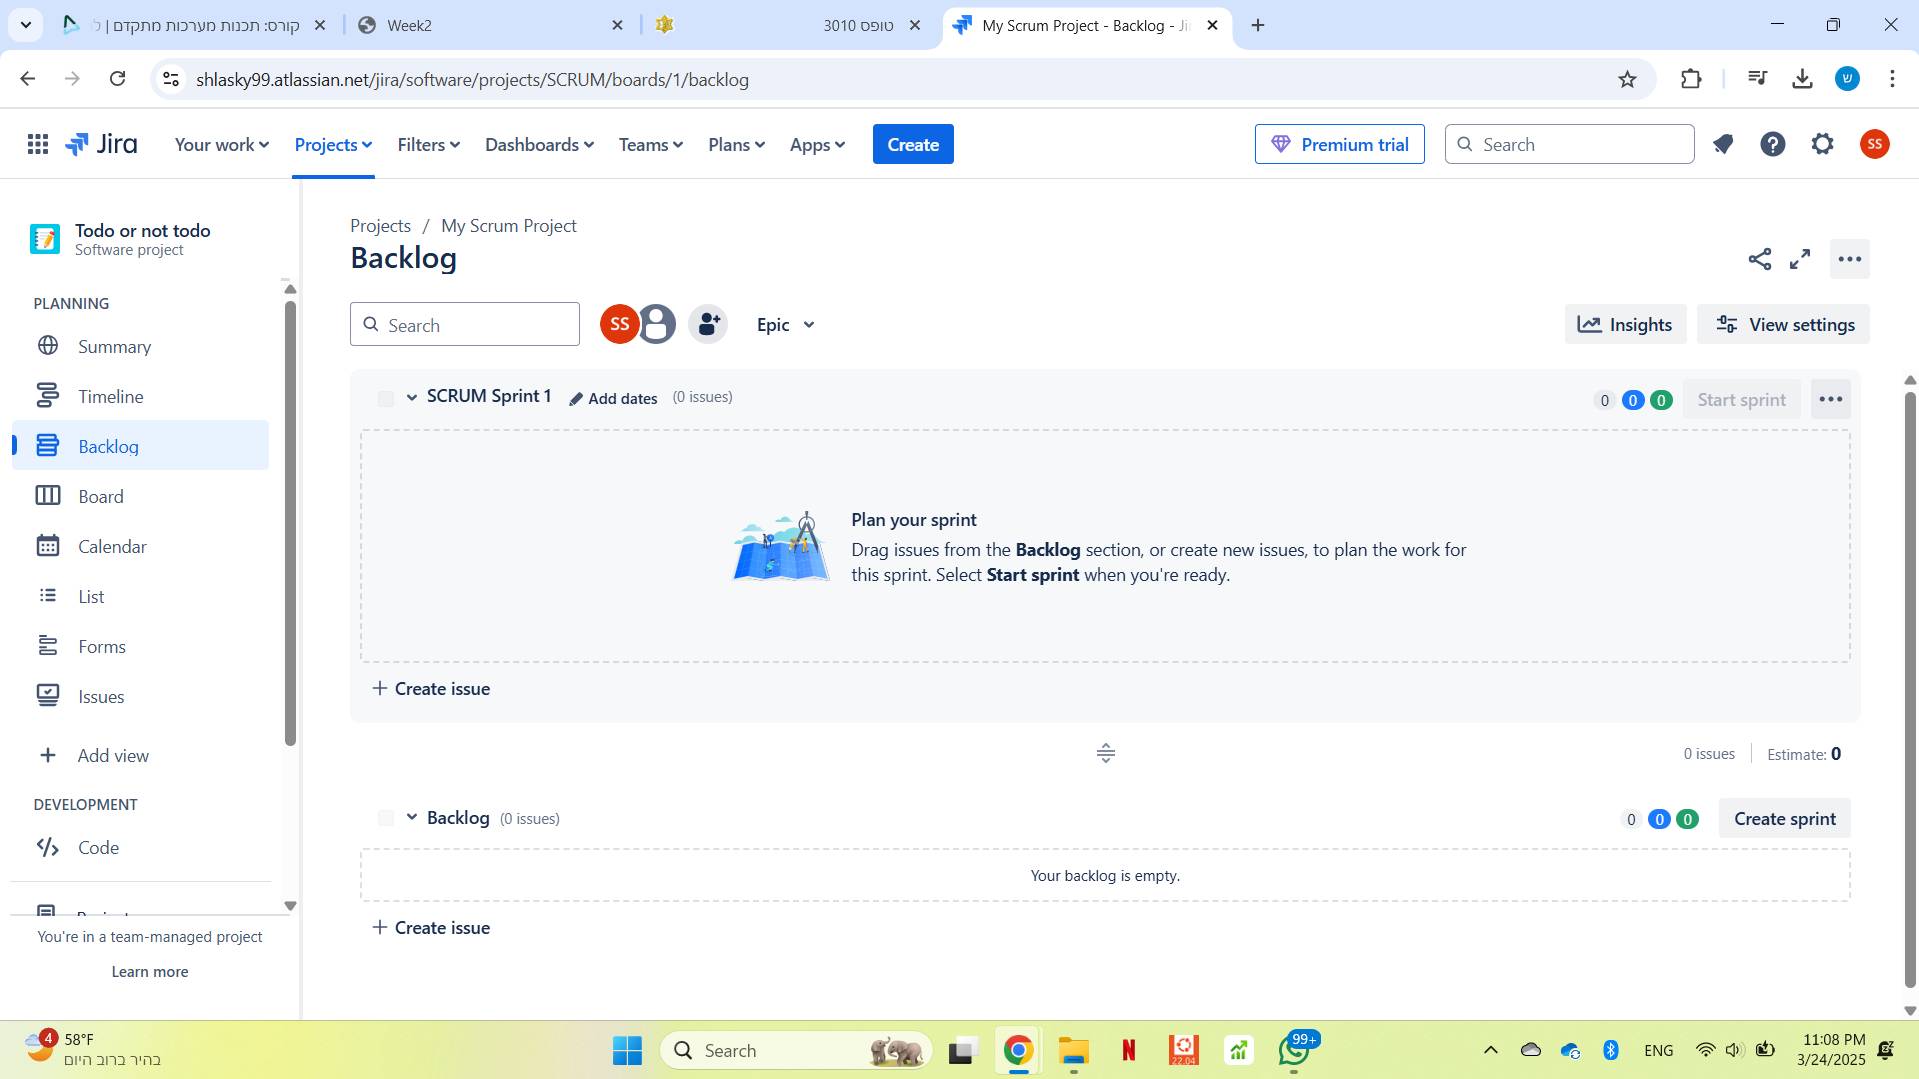 קורס: תכנות מערכות מתקדם | ל
Week2
טופס 3010
My Scrum Project - Backlog - Ji
shlasky99.atlassian.net/jira/software/projects/SCRUM/boards/1/backlog
ש
Jira
Your work
Projects
Filters
Dashboards
Teams
Plans
Apps
Create
Premium trial
Search
SS
Todo or not todo
Software project
PLANNING
Summary
Timeline
Backlog
Board
Calendar
List
Forms
Issues
Add view
DEVELOPMENT
Code
You're in a team-managed project
Learn more
Projects / My Scrum Project
Backlog
Search
SS
Epic
Insights
View settings
SCRUM Sprint 1
Add dates
(0 issues)
0 0 0
Start sprint
Plan your sprint
Drag issues from the Backlog section, or create new issues, to plan the work for
this sprint. Select Start sprint when you're ready.
Create issue
0 issues
Estimate: 0
Backlog (0 issues)
0 0 0
Create sprint
Your backlog is empty.
Create issue
4
58°F
בהיר ברוב היום
Search
N
22.04
99+
ENG
11:08 PM
3/24/2025